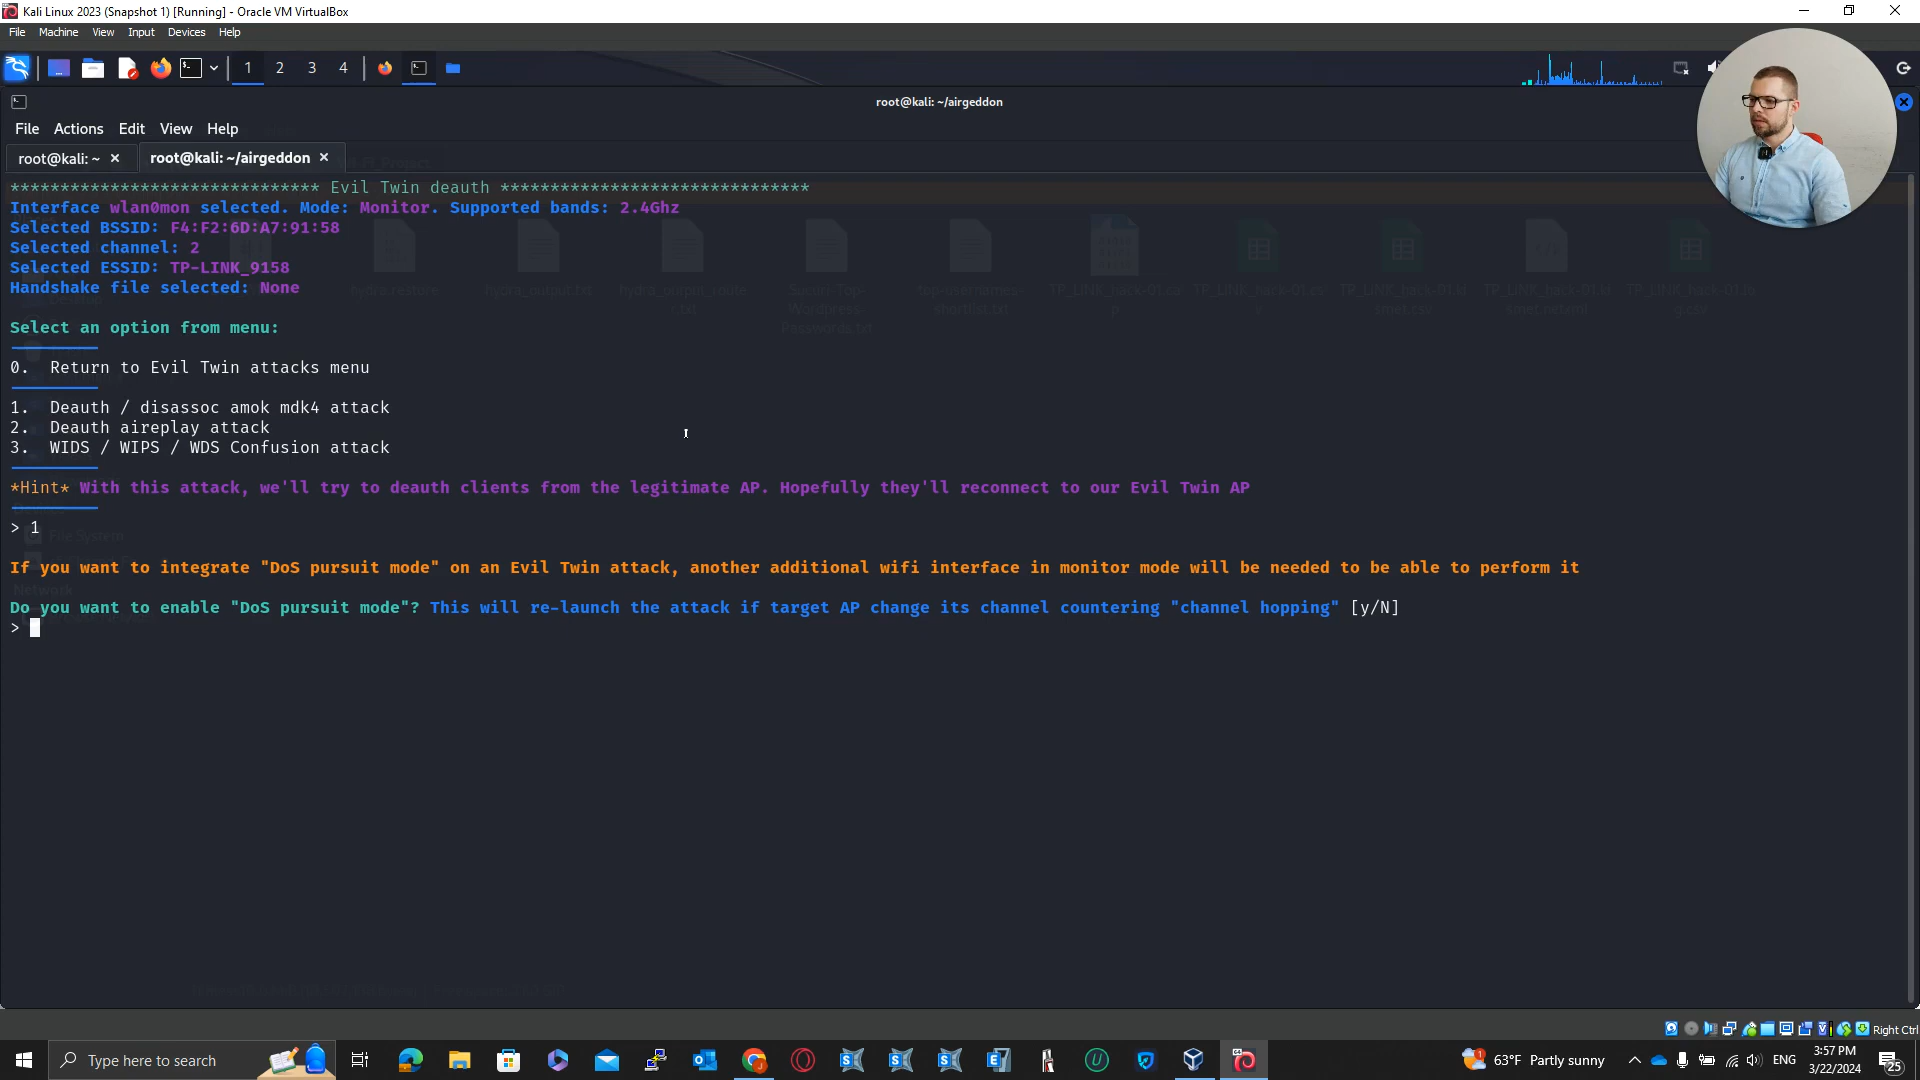 Kali Linux 2023 (Snapshot 1) [Running] - Oracle VM VirtualBox
File Machine View Input Devices Help
1 2 3 4
root@kali: ~/airgeddon
File Actions Edit View Help
root@kali: ~ × root@kali: ~/airgeddon ×
******************************* Evil Twin deauth *******************************
Interface wlan0mon selected. Mode: Monitor. Supported bands: 2.4Ghz
Selected BSSID: F4:F2:6D:A7:91:58
Selected channel: 2
Selected ESSID: TP-LINK_9158
Handshake file selected: None
hydra.restore hydra_output.txt
Select an option from menu:
0. Return to Evil Twin attacks menu
1. Deauth / disassoc amok mdk4 attack
2. Deauth aireplay attack
3. WIDS / WIPS / WDS Confusion attack
*Hint* With this attack, we'll try to deauth clients from the legitimate AP. Hopefully they'll reconnect to our Evil Twin AP
> 1
File System
If you want to integrate "DoS pursuit mode" on an Evil Twin attack, another additional wifi interface in monitor mode will be needed to be able to perform it
Network
Do you want to enable "DoS pursuit mode"? This will re-launch the attack if target AP change its channel countering "channel hopping" [y/N]
>
Right Ctrl
Type here to search
63°F Partly sunny
ENG
3:57 PM
3/22/2024
25